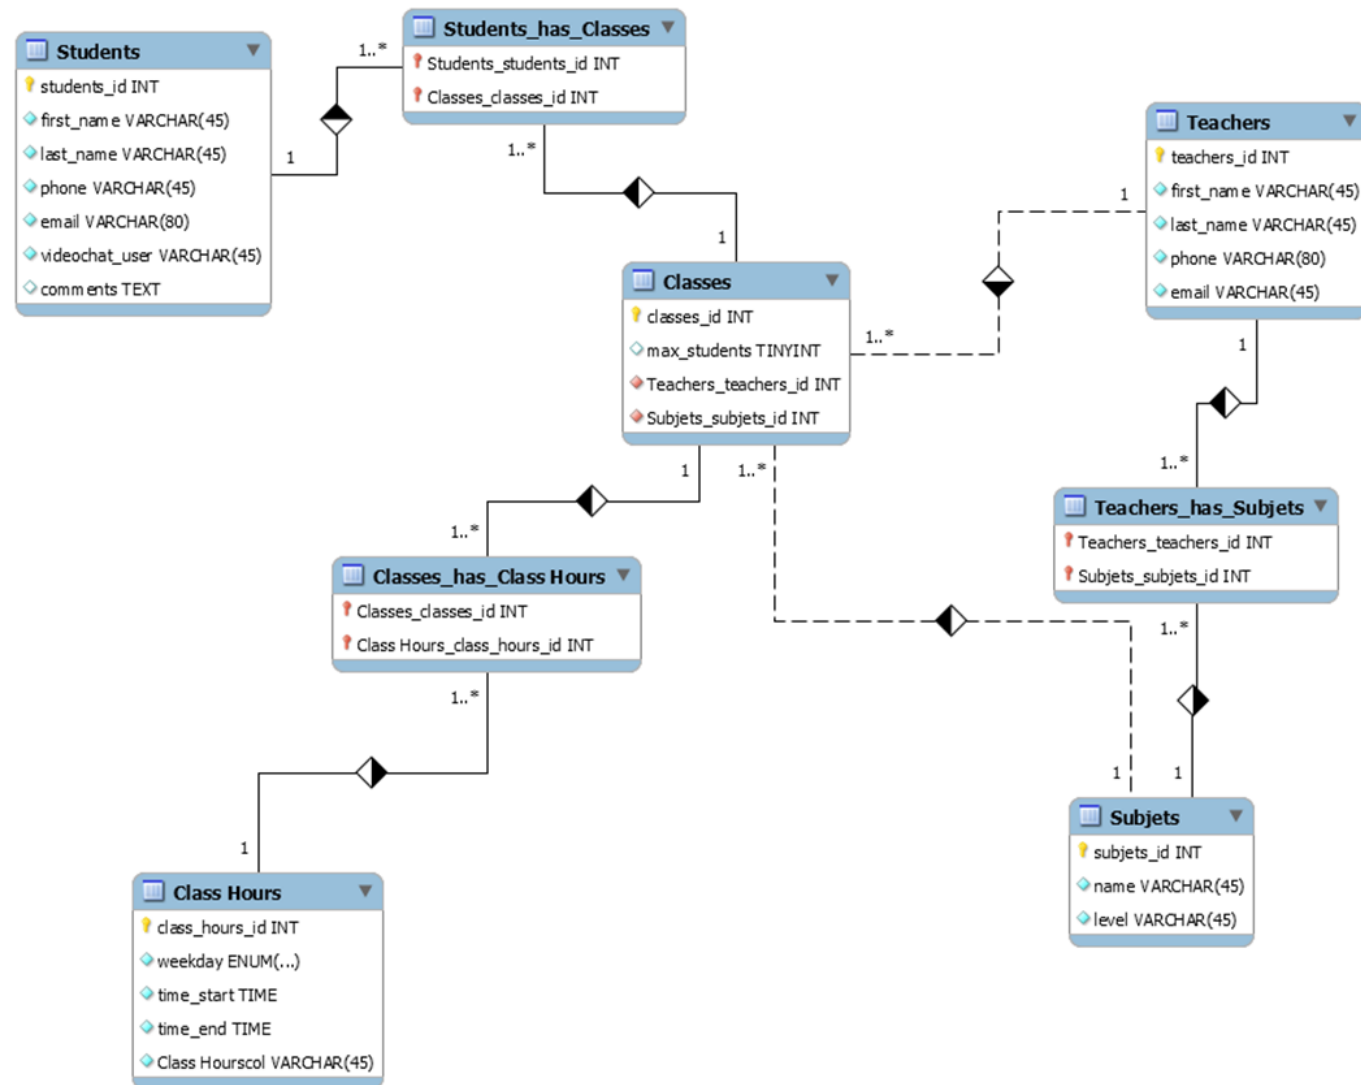 Students
students_id INT
first_name VARCHAR(45)
last_name VARCHAR(45)
phone VARCHAR(45)
email VARCHAR(80)
videochat_user VARCHAR(45)
comments TEXT
1
1..*
Students_has_Classes
Students_students_id INT
Classes_classes_id INT
1..*
1
Classes
classes_id INT
max_students TINYINT
Teachers_teachers_id INT
Subjets_subjets_id INT
1..*
1
Teachers
teachers_id INT
first_name VARCHAR(45)
last_name VARCHAR(45)
phone VARCHAR(80)
email VARCHAR(45)
1
1..*
Teachers_has_Subjets
Teachers_teachers_id INT
Subjets_subjets_id INT
1..*
1
1
1..*
1
1..*
Classes_has_Class Hours
Classes_classes_id INT
Class Hours_class_hours_id INT
1..*
1
Class Hours
class_hours_id INT
weekday ENUM(...)
time_start TIME
time_end TIME
Class Hourscol VARCHAR(45)
Subjets
subjets_id INT
name VARCHAR(45)
level VARCHAR(45)